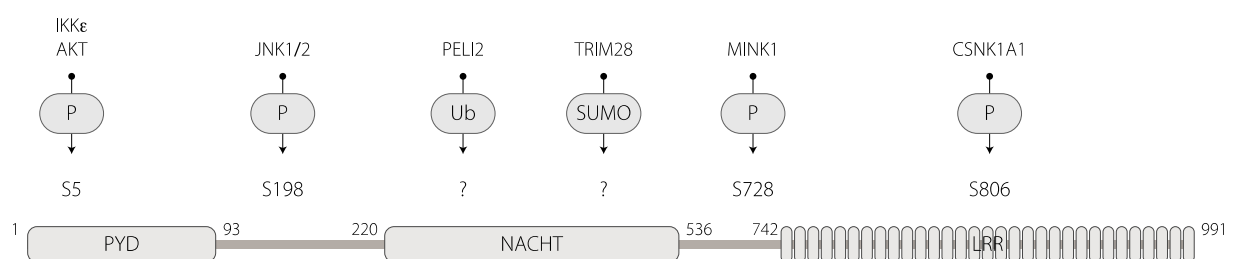 IKKε
AKT JNK1/2 PELI2 TRIM28 MINK1 CSNK1A1
P P Ub SUMO P P
S5 S198 ? ? S728 S806
1 93 220 536 742 991
PYD NACHT LRR